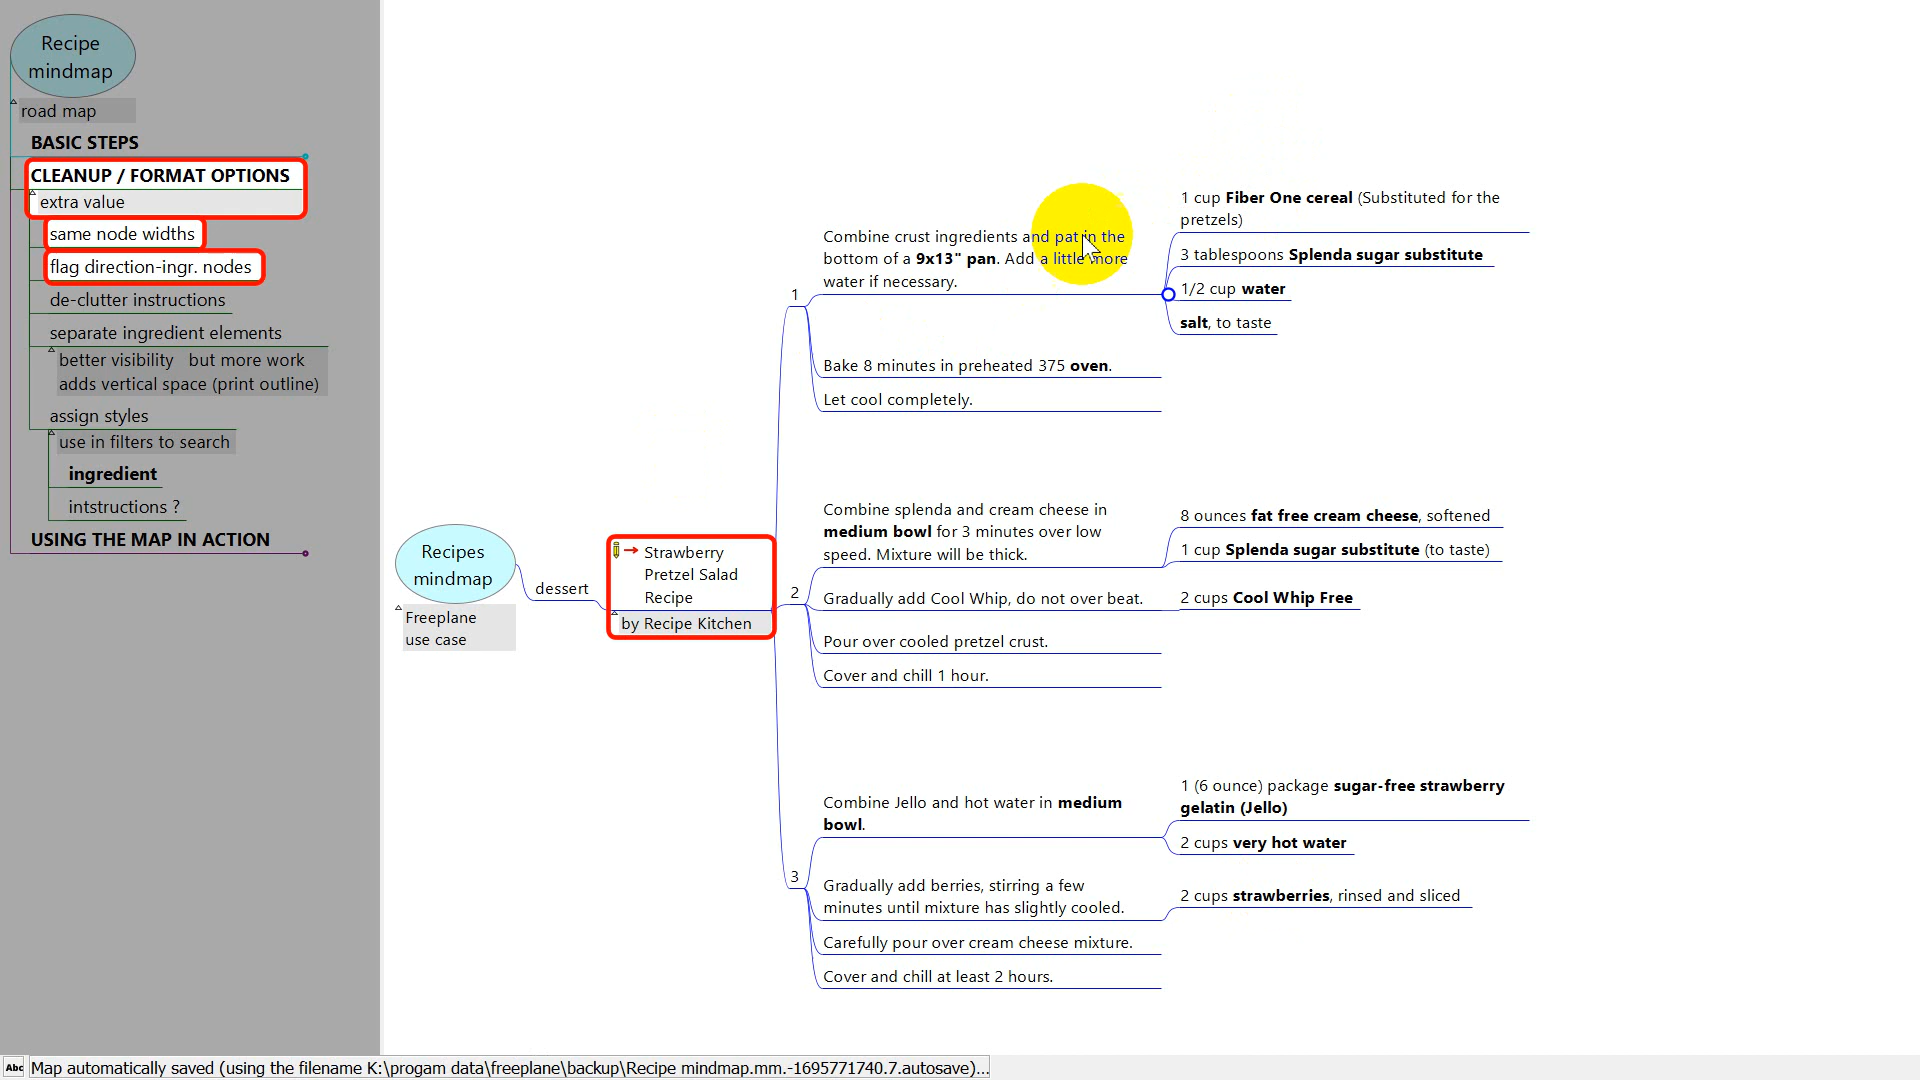 Recipe
mindmap
road map
BASIC STEPS
CLEANUP / FORMAT OPTIONS
extra value
same node widths
flag direction-ingr. nodes
de-clutter instructions
separate ingredient elements
better visibility   but more work
adds vertical space (print outline)
assign styles
use in filters to search
ingredient
intstructions ?
USING THE MAP IN ACTION
Recipes
mindmap
Freeplane
use case
dessert
Strawberry
Pretzel Salad
Recipe
by Recipe Kitchen
1
Combine crust ingredients and pat in the
bottom of a 9x13" pan. Add a little more
water if necessary.
1 cup Fiber One cereal (Substituted for the
pretzels)
3 tablespoons Splenda sugar substitute
1/2 cup water
salt, to taste
Bake 8 minutes in preheated 375 oven.
Let cool completely.
2
Combine splenda and cream cheese in
medium bowl for 3 minutes over low
speed. Mixture will be thick.
8 ounces fat free cream cheese, softened
1 cup Splenda sugar substitute (to taste)
Gradually add Cool Whip, do not over beat.
2 cups Cool Whip Free
Pour over cooled pretzel crust.
Cover and chill 1 hour.
3
Combine Jello and hot water in medium
bowl.
1 (6 ounce) package sugar-free strawberry
gelatin (Jello)
2 cups very hot water
Gradually add berries, stirring a few
minutes until mixture has slightly cooled.
2 cups strawberries, rinsed and sliced
Carefully pour over cream cheese mixture.
Cover and chill at least 2 hours.
Abc
Map automatically saved (using the filename K:\progam data\freeplane\backup\Recipe mindmap.mm.-1695771740.7.autosave)...